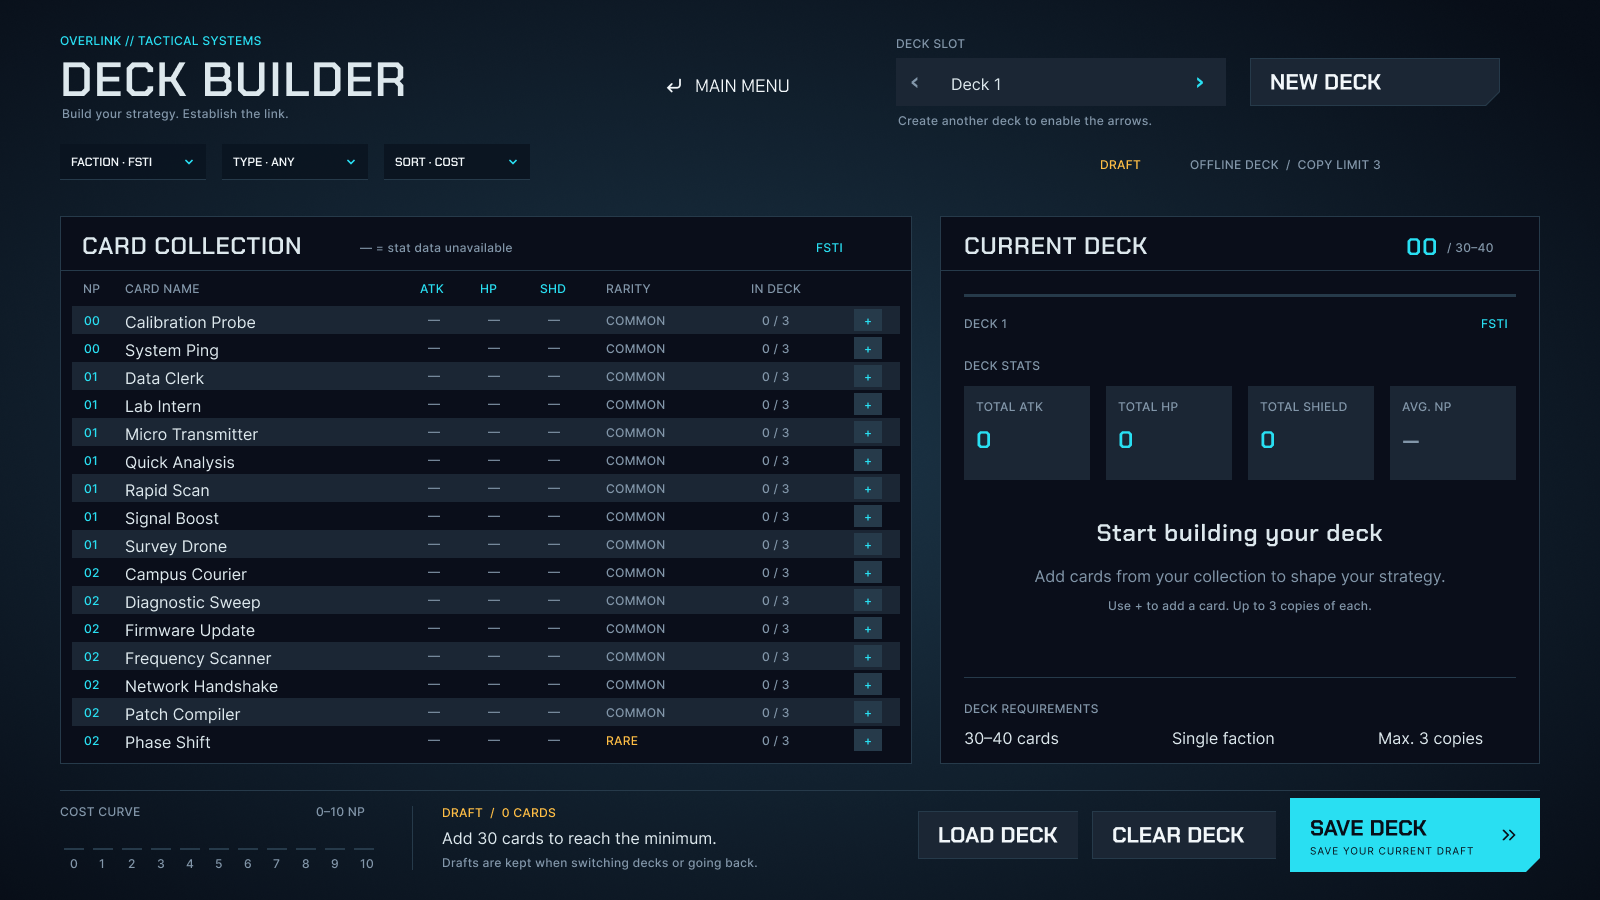 OVERLINK // TACTICAL SYSTEMS
DECK BUILDER
Build your strategy. Establish the link.
MAIN MENU
DECK SLOT
Deck 1
NEW DECK
Create another deck to enable the arrows.
FACTION · FSTI
TYPE · ANY
SORT · COST
DRAFT
OFFLINE DECK / COPY LIMIT 3
CARD COLLECTION
— = stat data unavailable
FSTI
NP CARD NAME ATK HP SHD RARITY IN DECK
00 Calibration Probe — — — COMMON 0 / 3 +
00 System Ping — — — COMMON 0 / 3 +
01 Data Clerk — — — COMMON 0 / 3 +
01 Lab Intern — — — COMMON 0 / 3 +
01 Micro Transmitter — — — COMMON 0 / 3 +
01 Quick Analysis — — — COMMON 0 / 3 +
01 Rapid Scan — — — COMMON 0 / 3 +
01 Signal Boost — — — COMMON 0 / 3 +
01 Survey Drone — — — COMMON 0 / 3 +
02 Campus Courier — — — COMMON 0 / 3 +
02 Diagnostic Sweep — — — COMMON 0 / 3 +
02 Firmware Update — — — COMMON 0 / 3 +
02 Frequency Scanner — — — COMMON 0 / 3 +
02 Network Handshake — — — COMMON 0 / 3 +
02 Patch Compiler — — — COMMON 0 / 3 +
02 Phase Shift — — — RARE 0 / 3 +
CURRENT DECK
00 / 30–40
DECK 1
FSTI
DECK STATS
TOTAL ATK TOTAL HP TOTAL SHIELD AVG. NP
0 0 0 —
Start building your deck
Add cards from your collection to shape your strategy.
Use + to add a card. Up to 3 copies of each.
DECK REQUIREMENTS
30–40 cards Single faction Max. 3 copies
COST CURVE
0–10 NP
0 1 2 3 4 5 6 7 8 9 10
DRAFT / 0 CARDS
Add 30 cards to reach the minimum.
Drafts are kept when switching decks or going back.
LOAD DECK
CLEAR DECK
SAVE DECK
SAVE YOUR CURRENT DRAFT